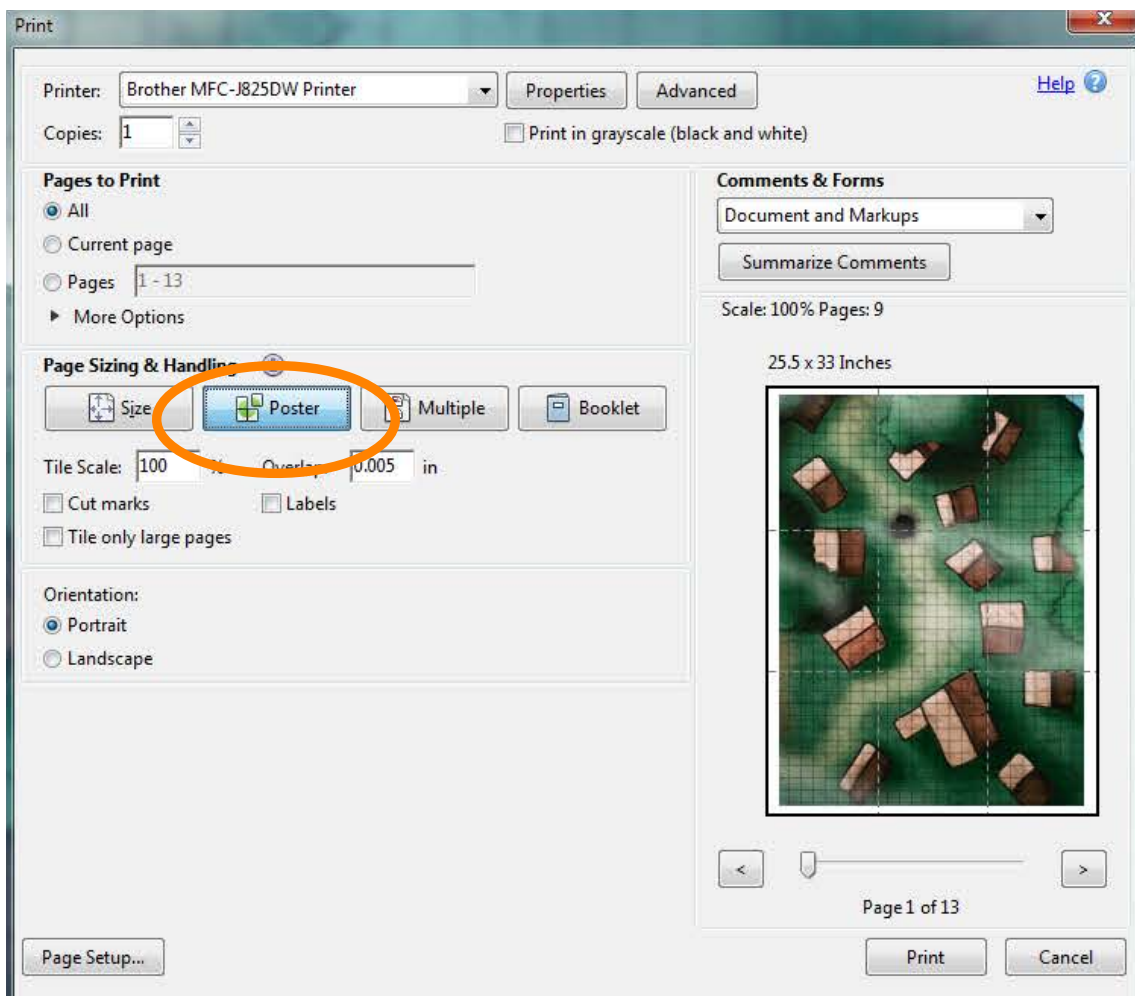 Print
Printer: Brother MFC-J825DW Printer Properties Advanced Help
Copies: 1 Print in grayscale (black and white)
Pages to Print
All
Current page
Pages 1 - 13
More Options
Comments & Forms
Document and Markups
Summarize Comments
Scale: 100% Pages: 9
25.5 x 33 Inches
Page Sizing & Handling
Size Poster Multiple Booklet
Tile Scale: 100 % Overlap: 0.005 in
Cut marks Labels
Tile only large pages
Orientation:
Portrait
Landscape
< >
Page 1 of 13
Page Setup... Print Cancel